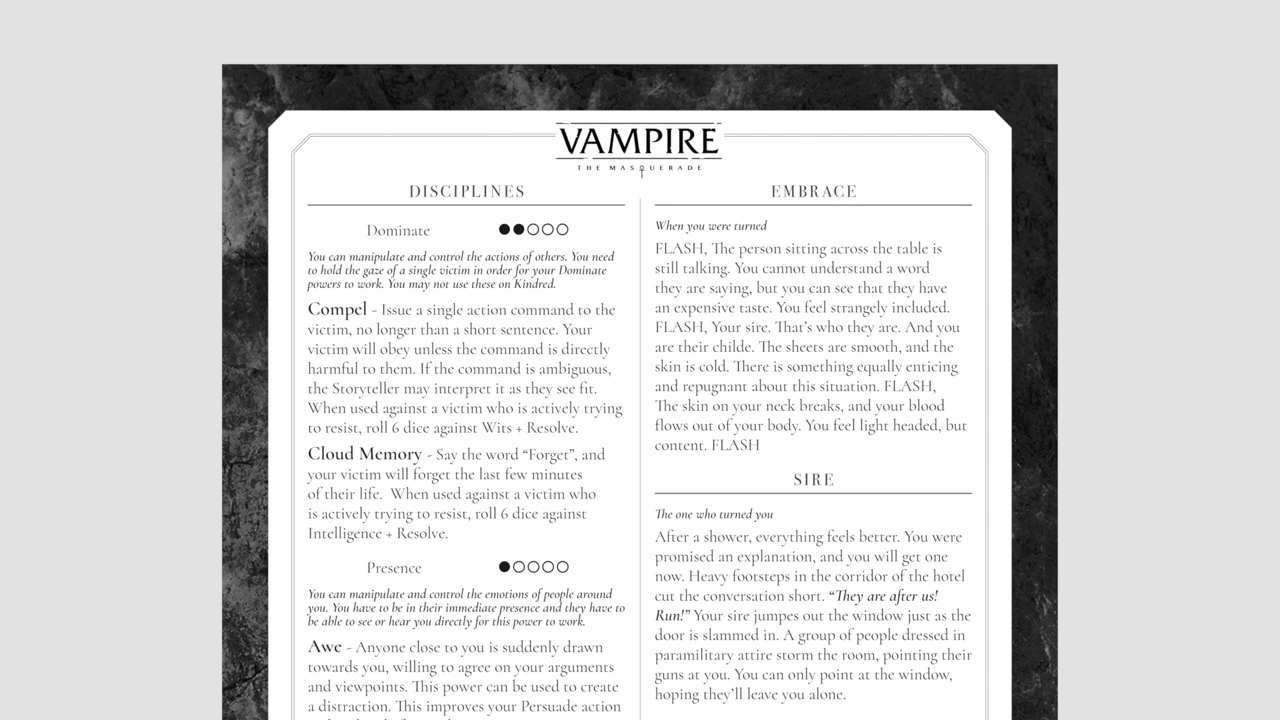 VAMPIRE
THE MASQUERADE
DISCIPLINES
Dominate
You can manipulate and control the actions of others. You need
to hold the gaze of a single victim in order for your Dominate
powers to work. You may not use these on Kindred.
Compel - Issue a single action command to the
victim, no longer than a short sentence. Your
victim will obey unless the command is directly
harmful to them. If the command is ambiguous,
the Storyteller may interpret it as they see fit.
When used against a victim who is actively trying
to resist, roll 6 dice against Wits + Resolve.
Cloud Memory - Say the word “Forget”, and
your victim will forget the last few minutes
of their life. When used against a victim who
is actively trying to resist, roll 6 dice against
Intelligence + Resolve.
Presence
You can manipulate and control the emotions of people around
you. You have to be in their immediate presence and they have to
be able to see or hear you directly for this power to work.
Awe - Anyone close to you is suddenly drawn
towards you, willing to agree on your arguments
and viewpoints. This power can be used to create
a distraction. This improves your Persuade action
EMBRACE
When you were turned
FLASH, The person sitting across the table is
still talking. You cannot understand a word
they are saying, but you can see that they have
an expensive taste. You feel strangely included.
FLASH, Your sire. That’s who they are. And you
are their childe. The sheets are smooth, and the
skin is cold. There is something equally enticing
and repugnant about this situation. FLASH,
The skin on your neck breaks, and your blood
flows out of your body. You feel light headed, but
content. FLASH
SIRE
The one who turned you
After a shower, everything feels better. You were
promised an explanation, and you will get one
now. Heavy footsteps in the corridor of the hotel
cut the conversation short. “They are after us!
Run!” Your sire jumpes out the window just as the
door is slammed in. A group of people dressed in
paramilitary attire storm the room, pointing their
guns at you. You can only point at the window,
hoping they’ll leave you alone.